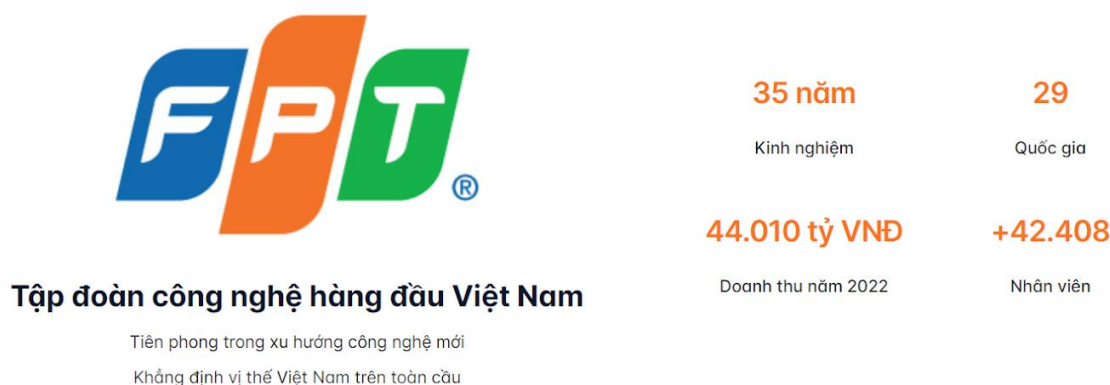 FPT®
Tập đoàn công nghệ hàng đầu Việt Nam
Tiên phong trong xu hướng công nghệ mới
Khẳng định vị thế Việt Nam trên toàn cầu
35 năm
Kinh nghiệm
29
Quốc gia
44.010 tỷ VNĐ
Doanh thu năm 2022
+42.408
Nhân viên